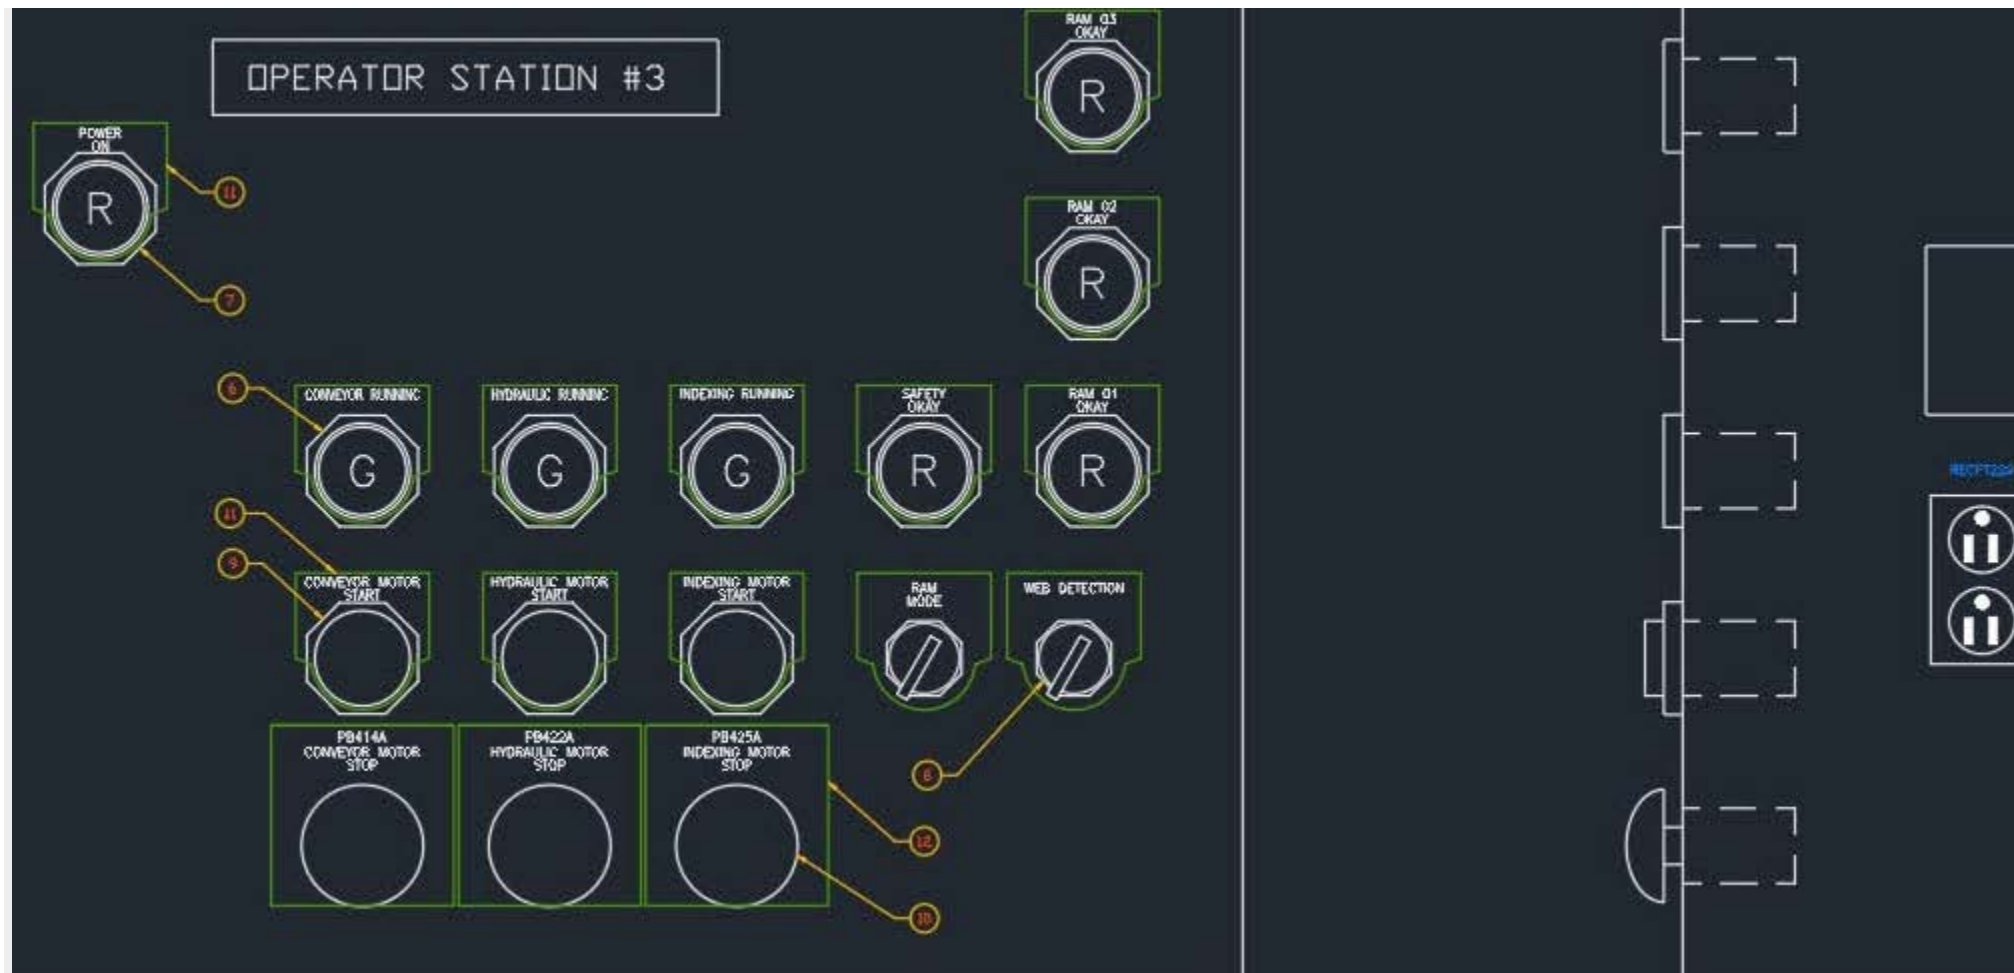 OPERATOR STATION #3
RAM 03
OKAY
R
POWER
ON
R
11
7
RAM 02
OKAY
R
6
CONVEYOR RUNNING
G
HYDRAULIC RUNNING
G
INDEXING RUNNING
G
SAFETY
OKAY
R
RAM 01
OKAY
R
11
9
CONVEYOR MOTOR
START
HYDRAULIC MOTOR
START
INDEXING MOTOR
START
RAM
MODE
WEB DETECTION
8
PB414A
CONVEYOR MOTOR
STOP
PB422A
HYDRAULIC MOTOR
STOP
PB425A
INDEXING MOTOR
STOP
12
10